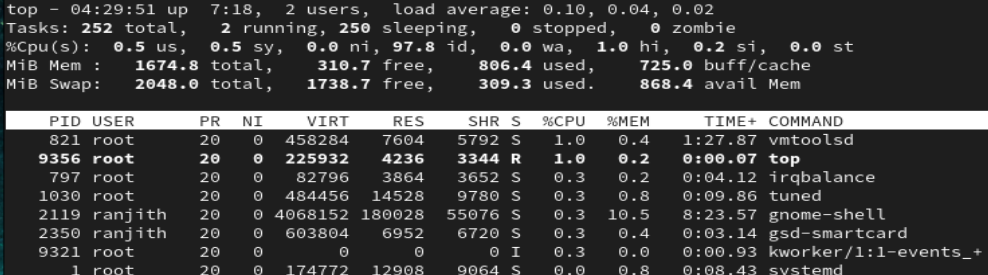 top - 04:29:51 up  7:18,  2 users,  load average: 0.10, 0.04, 0.02
Tasks: 252 total,   2 running, 250 sleeping,   0 stopped,   0 zombie
%Cpu(s):  0.5 us,  0.5 sy,  0.0 ni, 97.8 id,  0.0 wa,  1.0 hi,  0.2 si,  0.0 st
MiB Mem :   1674.8 total,    310.7 free,    806.4 used,    725.0 buff/cache
MiB Swap:   2048.0 total,   1738.7 free,    309.3 used.    868.4 avail Mem
PID USER      PR  NI    VIRT    RES    SHR S  %CPU  %MEM     TIME+ COMMAND
821 root      20   0  458284   7604   5792 S   1.0   0.4   1:27.87 vmtoolsd
9356 root      20   0  225932   4236   3344 R   1.0   0.2   0:00.07 top
797 root      20   0   82796   3864   3652 S   0.3   0.2   0:04.12 irqbalance
1030 root      20   0  484456  14528   9780 S   0.3   0.8   0:09.86 tuned
2119 ranjith   20   0 4068152 180028  55076 S   0.3  10.5   8:23.57 gnome-shell
2350 ranjith   20   0  603804   6952   6720 S   0.3   0.4   0:03.14 gsd-smartcard
9321 root      20   0       0      0      0 I   0.3   0.0   0:00.93 kworker/1:1-events_+
1 root      20   0  174772  12908   9064 S   0.0   0.8   0:08.43 systemd